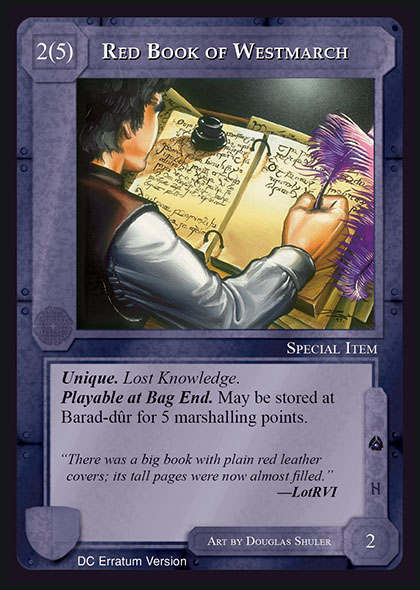 2(5)
Red Book of Westmarch
Special Item
Unique. Lost Knowledge.
Playable at Bag End. May be stored at
Barad-dûr for 5 marshalling points.
“There was a big book with plain red leather
covers; its tall pages were now almost filled.”
—LotRVI
Art by Douglas Shuler
2
DC Erratum Version